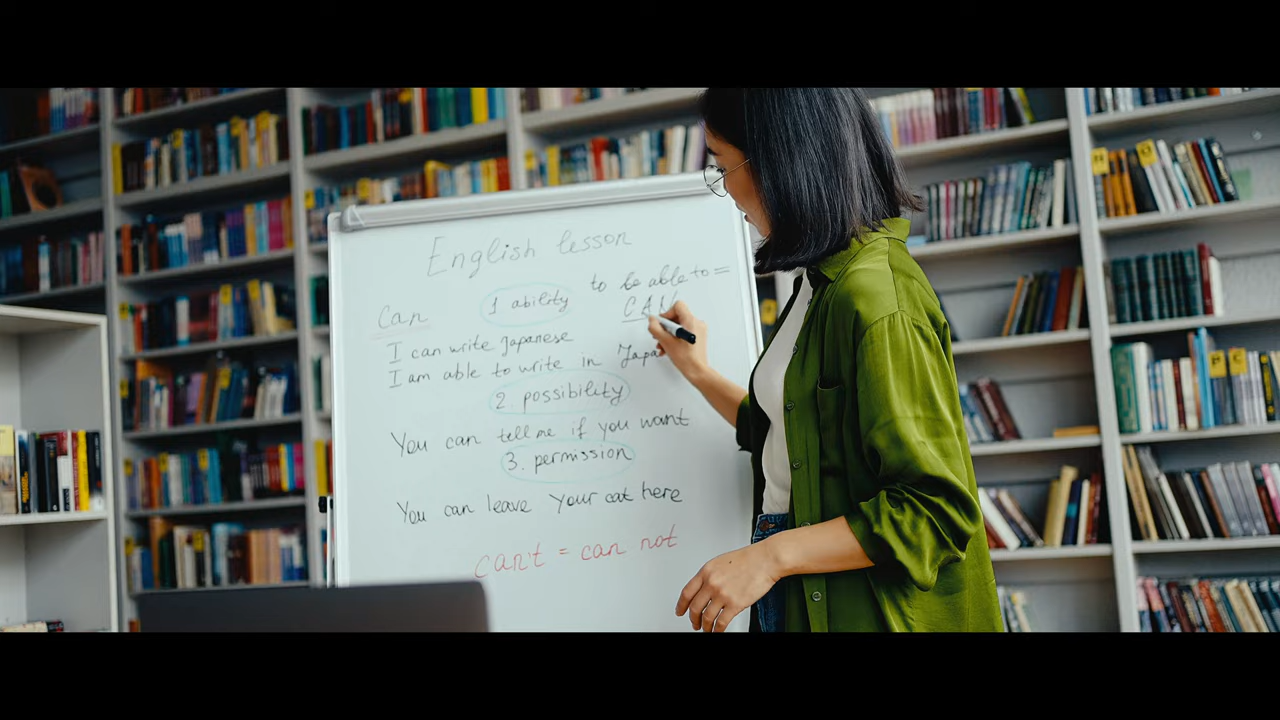 English lesson
to be able to =
Can
1 ability
CAN
I can write Japanese
I am able to write in
2 possibility
You can tell me if you want
3. permission
You can leave your cat here
can't = can not